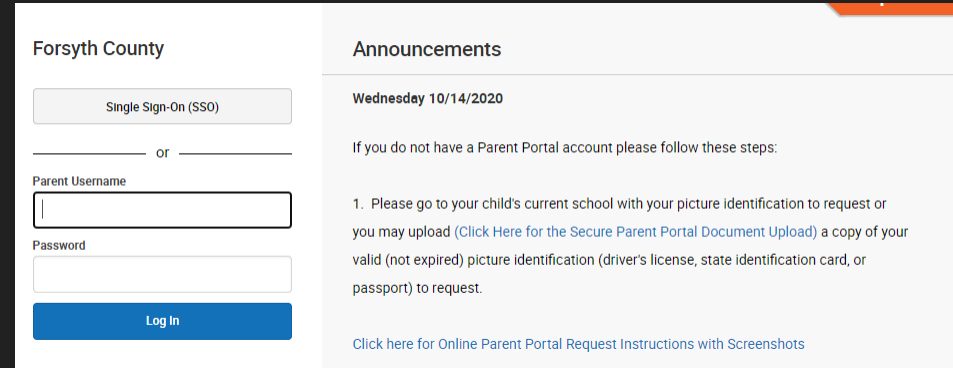 Forsyth County
Single Sign-On (SSO)
or
Parent Username
Password
Log In
Announcements
Wednesday 10/14/2020
If you do not have a Parent Portal account please follow these steps:
1. Please go to your child's current school with your picture identification to request or
you may upload (Click Here for the Secure Parent Portal Document Upload) a copy of your
valid (not expired) picture identification (driver's license, state identification card, or
passport) to request.
Click here for Online Parent Portal Request Instructions with Screenshots